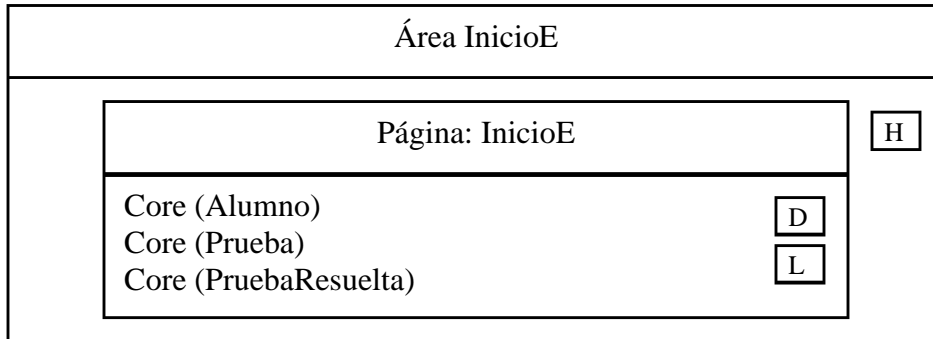 Área InicioE
Página: InicioE
H
Core (Alumno)
D
Core (Prueba)
L
Core (PruebaResuelta)